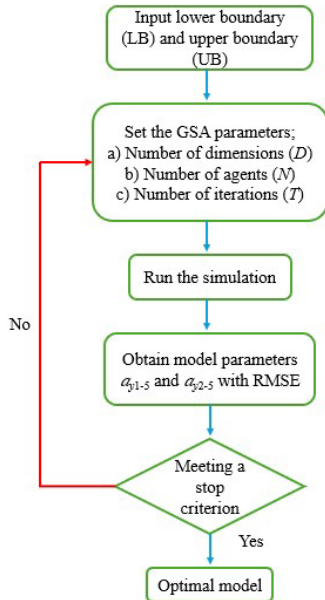 Input lower boundary
(LB) and upper boundary
(UB)
Set the GSA parameters;
a) Number of dimensions (D)
b) Number of agents (N)
c) Number of iterations (T)
Run the simulation
No
Obtain model parameters
ay1-5 and ay2-5 with RMSE
Meeting a
stop
criterion
Yes
Optimal model